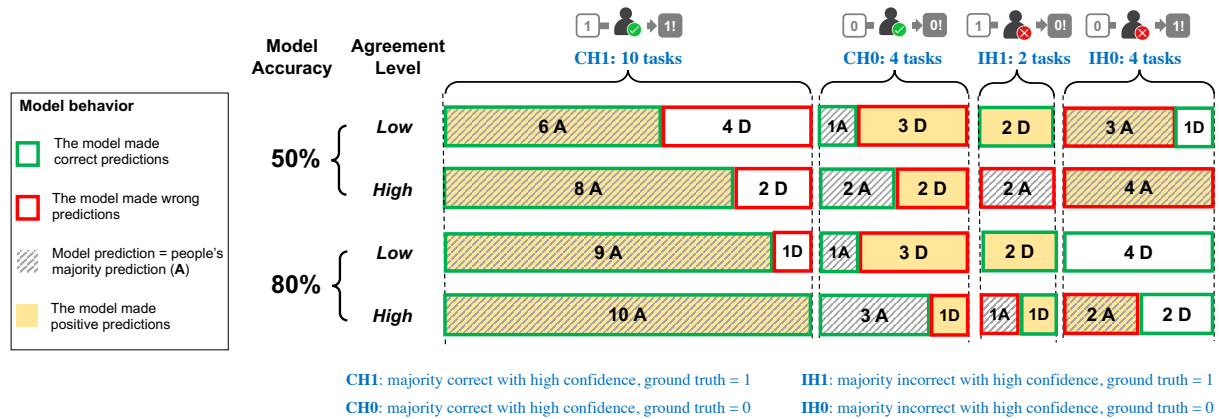 1 1! 0 0! 1 0! 0 1!
Model Accuracy
Agreement Level
CH1: 10 tasks CH0: 4 tasks IH1: 2 tasks IH0: 4 tasks
Model behavior
The model made correct predictions
The model made wrong predictions
Model prediction = people's majority prediction (A)
The model made positive predictions
50%
Low 6 A 4 D 1A 3 D 2 D 3 A 1D
High 8 A 2 D 2 A 2 D 2 A 4 A
80%
Low 9 A 1D 1A 3 D 2 D 4 D
High 10 A 3 A 1D 1A 1D 2 A 2 D
CH1: majority correct with high confidence, ground truth = 1
IH1: majority incorrect with high confidence, ground truth = 1
CH0: majority correct with high confidence, ground truth = 0
IH0: majority incorrect with high confidence, ground truth = 0